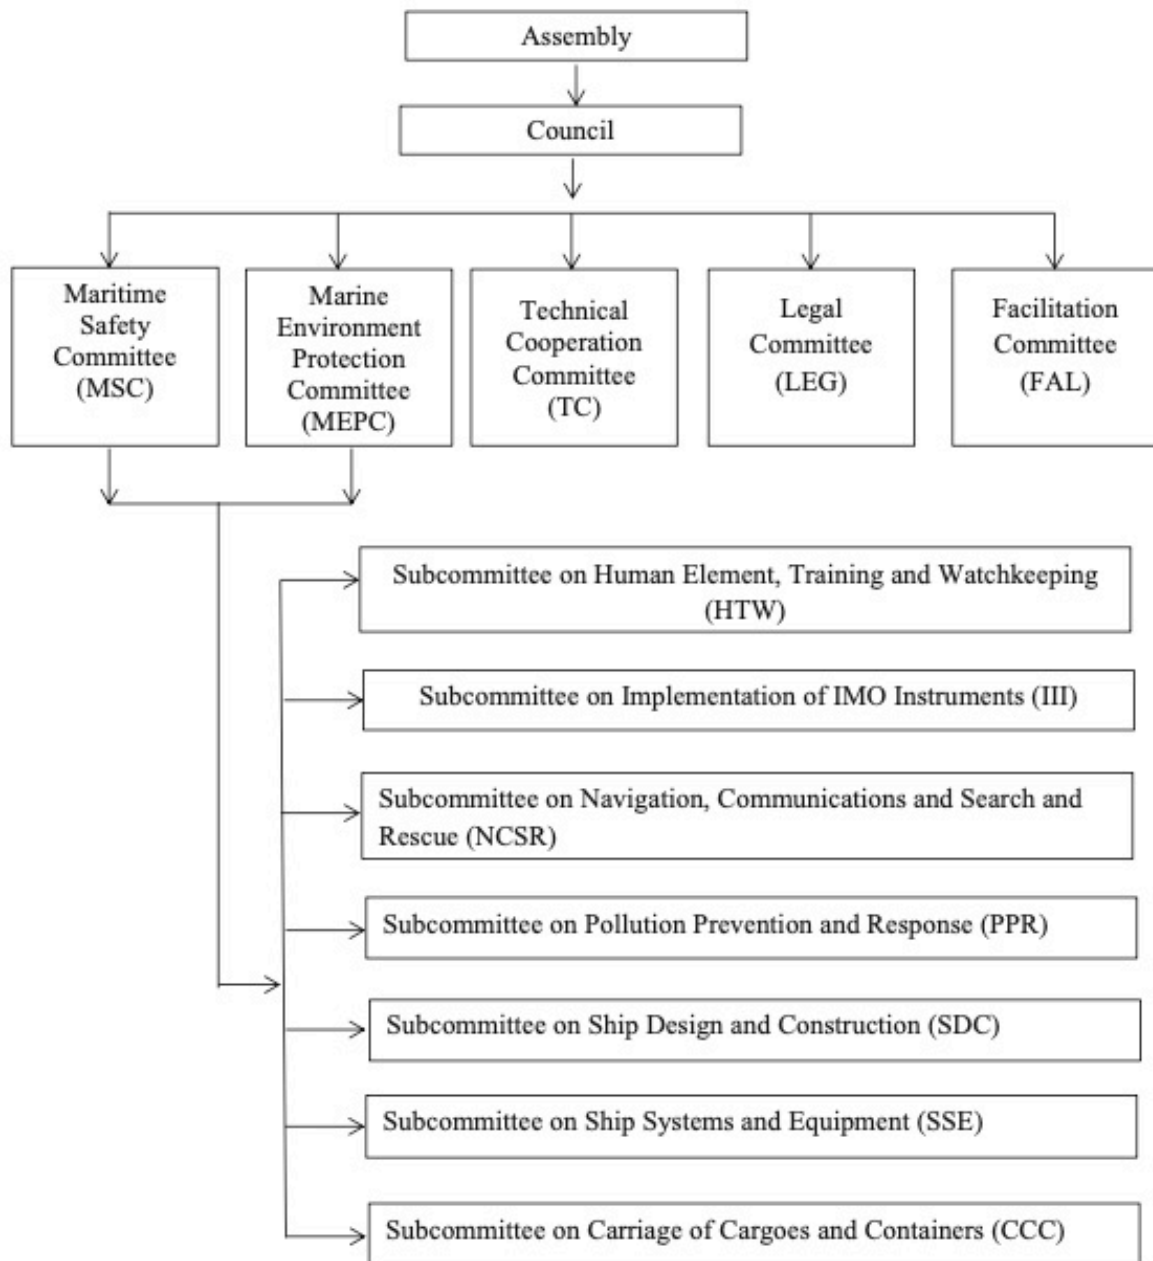 Assembly
Council
Maritime
Safety
Committee
(MSC)
Marine
Environment
Protection
Committee
(MEPC)
Technical
Cooperation
Committee
(TC)
Legal
Committee
(LEG)
Facilitation
Committee
(FAL)
Subcommittee on Human Element, Training and Watchkeeping
(HTW)
Subcommittee on Implementation of IMO Instruments (III)
Subcommittee on Navigation, Communications and Search and
Rescue (NCSR)
Subcommittee on Pollution Prevention and Response (PPR)
Subcommittee on Ship Design and Construction (SDC)
Subcommittee on Ship Systems and Equipment (SSE)
Subcommittee on Carriage of Cargoes and Containers (CCC)